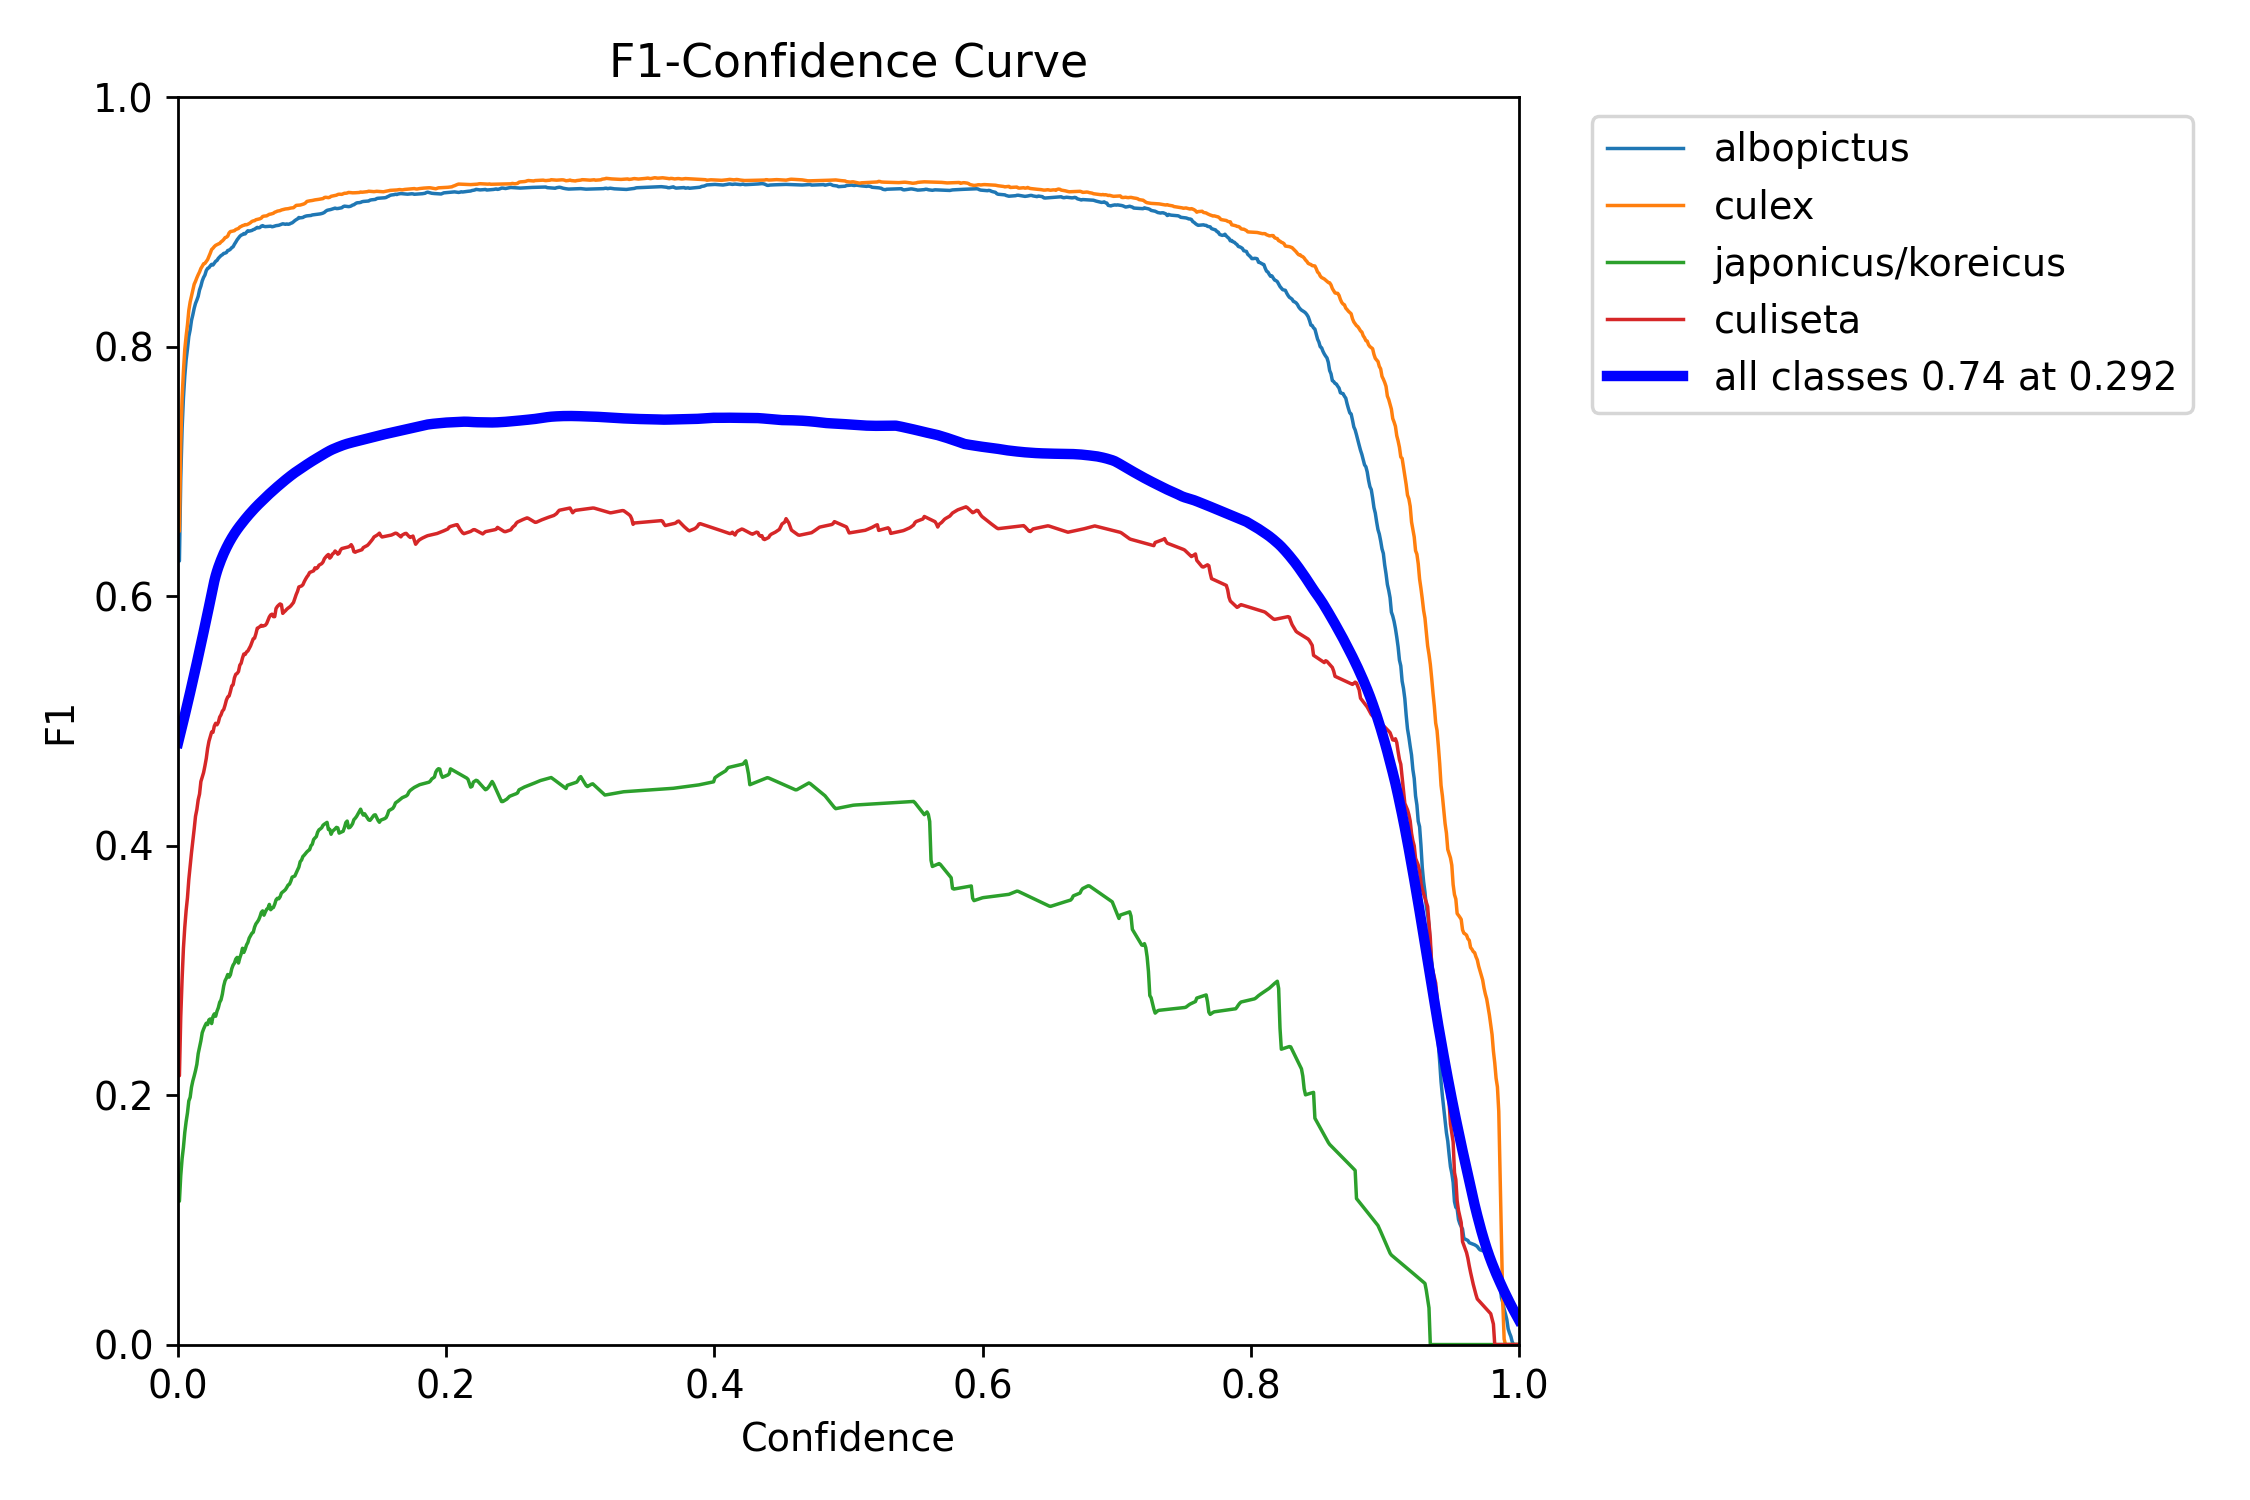 F1-Confidence Curve
1.0
0.8
0.6
0.4
0.2
0.0
F1
0.0 0.2 0.4 0.6 0.8 1.0
Confidence
albopictus
culex
japonicus/koreicus
culiseta
all classes 0.74 at 0.292